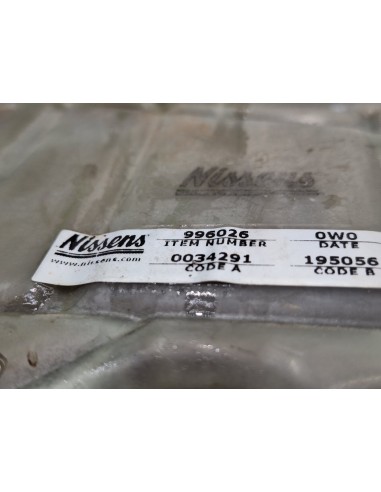 Nissens
Nissens
www.nissens.com
996026
ITEM NUMBER
0034291
CODE A
0W0
DATE
195056
CODE B